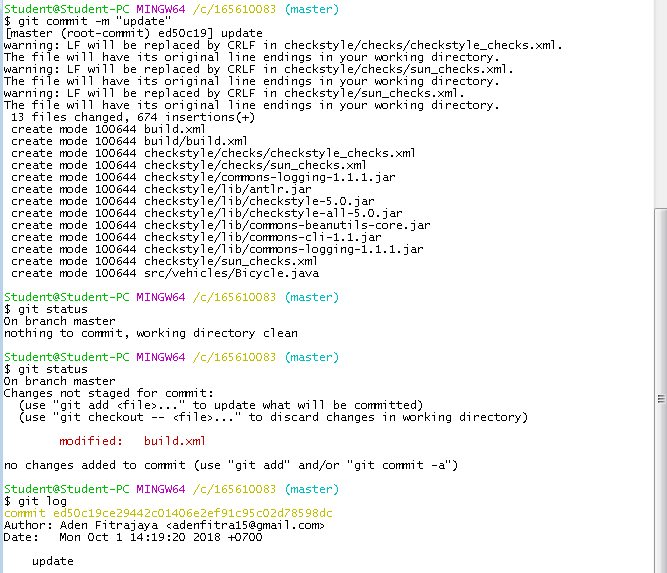 Student@Student-PC MINGW64 /c/165610083 (master)
$ git commit -m "update"
[master (root-commit) ed50c19] update
warning: LF will be replaced by CRLF in checkstyle/checks/checkstyle_checks.xml.
The file will have its original line endings in your working directory.
warning: LF will be replaced by CRLF in checkstyle/checks/sun_checks.xml.
The file will have its original line endings in your working directory.
warning: LF will be replaced by CRLF in checkstyle/sun_checks.xml.
The file will have its original line endings in your working directory.
 13 files changed, 674 insertions(+)
 create mode 100644 build.xml
 create mode 100644 build/build.xml
 create mode 100644 checkstyle/checks/checkstyle_checks.xml
 create mode 100644 checkstyle/checks/sun_checks.xml
 create mode 100644 checkstyle/commons-logging-1.1.1.jar
 create mode 100644 checkstyle/lib/antlr.jar
 create mode 100644 checkstyle/lib/checkstyle-5.0.jar
 create mode 100644 checkstyle/lib/checkstyle-all-5.0.jar
 create mode 100644 checkstyle/lib/commons-beanutils-core.jar
 create mode 100644 checkstyle/lib/commons-cli-1.1.jar
 create mode 100644 checkstyle/lib/commons-logging-1.1.1.jar
 create mode 100644 checkstyle/sun_checks.xml
 create mode 100644 src/vehicles/Bicycle.java
Student@Student-PC MINGW64 /c/165610083 (master)
$ git status
On branch master
nothing to commit, working directory clean
Student@Student-PC MINGW64 /c/165610083 (master)
$ git status
On branch master
Changes not staged for commit:
  (use "git add <file>..." to update what will be committed)
  (use "git checkout -- <file>..." to discard changes in working directory)
        modified:   build.xml
no changes added to commit (use "git add" and/or "git commit -a")
Student@Student-PC MINGW64 /c/165610083 (master)
$ git log
commit ed50c19ce29442c01406e2ef91c95c02d78598dc
Author: Aden Fitrajaya <adenfitra15@gmail.com>
Date:   Mon Oct 1 14:19:20 2018 +0700
    update